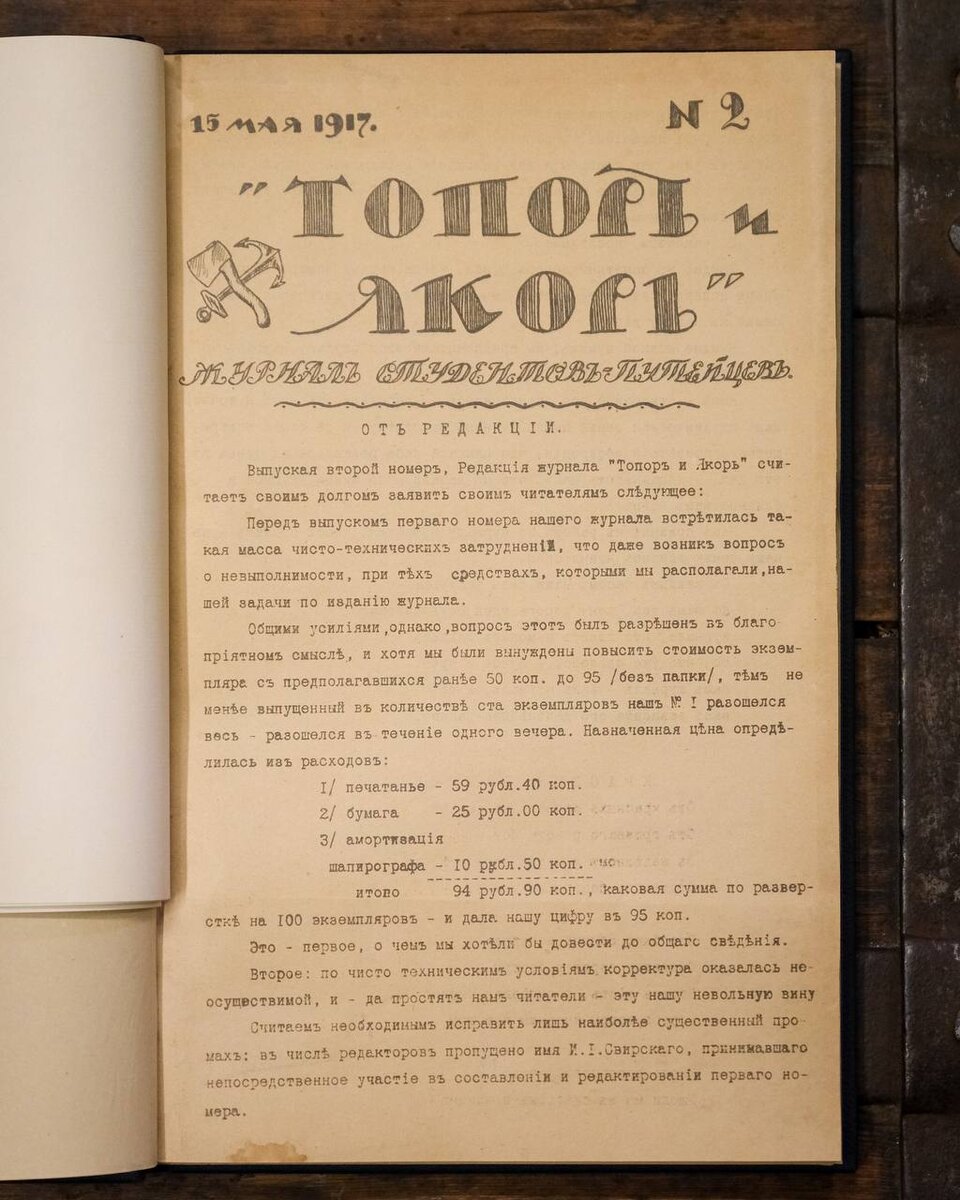 15 МАЯ 1917.
N 2
"ТОПОРЪ и
ЯКОРЬ"
ЖУРНАЛЪ СТУДЕНТОВЪ-ПУТЕЙЦЕВЪ.
ОТЪ РЕДАКЦІИ.
Выпуская второй номеръ, Редакція журнала "Топоръ и Якорь" счи-
таетъ своимъ долгомъ заявить своимъ читателямъ слѣдующее:
Передъ выпускомъ перваго номера нашего журнала встрѣтилась та-
кая масса чисто-техническихъ затрудненій, что даже возникъ вопросъ
о невыполнимости, при тѣхъ средствахъ, которыми мы располагали,на-
шей задачи по изданію журнала.
Общими усиліями,однако,вопросъ этотъ былъ разрѣшенъ въ благо
пріятномъ смыслѣ, и хотя мы были вынуждены повысить стоимость экзем-
пляра съ предполагавшихся ранѣе 50 коп. до 95 /безъ папки/, тѣмъ не
менѣе выпущенный въ количествѣ ста экземпляровъ нашъ № I разошелся
весь - разошелся въ теченіе одного вечера. Назначенная цѣна опредѣ-
лилась изъ расходовъ:
I/ печатанье - 59 рубл.40 коп.
2/ бумага - 25 рубл.00 коп.
3/ амортизація
шапирографа - IO рубл.50 коп.
итого 94 рубл.90 коп., каковая сумма по развер-
сткѣ на I00 экземпляровъ - и дала нашу цифру въ 95 коп.
Это - первое, о чемъ мы хотѣли бы довести до общаго свѣдѣнія.
Второе: по чисто техническимъ условіямъ корректура оказалась не-
осуществимой, и - да простятъ намъ читатели - эту нашу невольную вину
Считаемъ необходимымъ исправить лишь наиболѣе существенный про
махъ: въ числѣ редакторовъ пропущено имя И.I.Свирскаго, принимавшаго
непосредственное участіе въ составленіи и редактированіи перваго но-
мера.